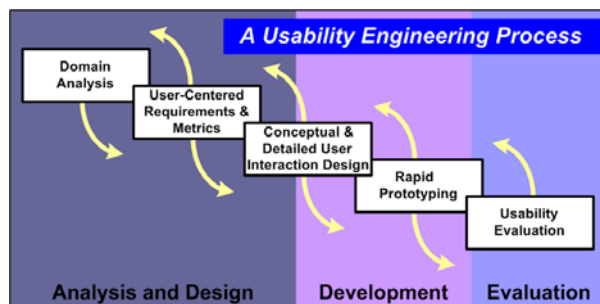 A Usability Engineering Process
Domain
Analysis
User-Centered
Requirements &
Metrics
Conceptual &
Detailed User
Interaction Design
Rapid
Prototyping
Usability
Evaluation
Analysis and Design
Development
Evaluation